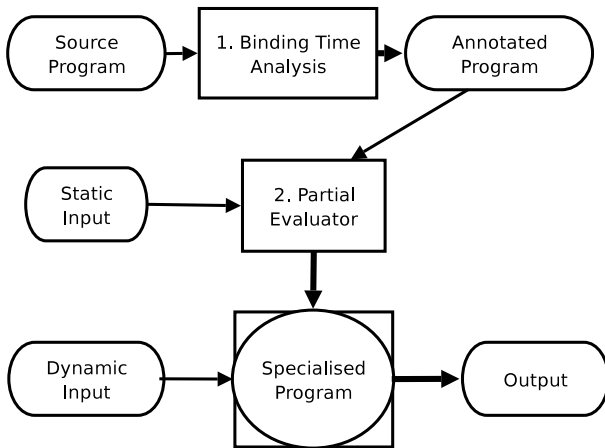 Source
Program
1. Binding Time
Analysis
Annotated
Program
Static
Input
2. Partial
Evaluator
Dynamic
Input
Specialised
Program
Output